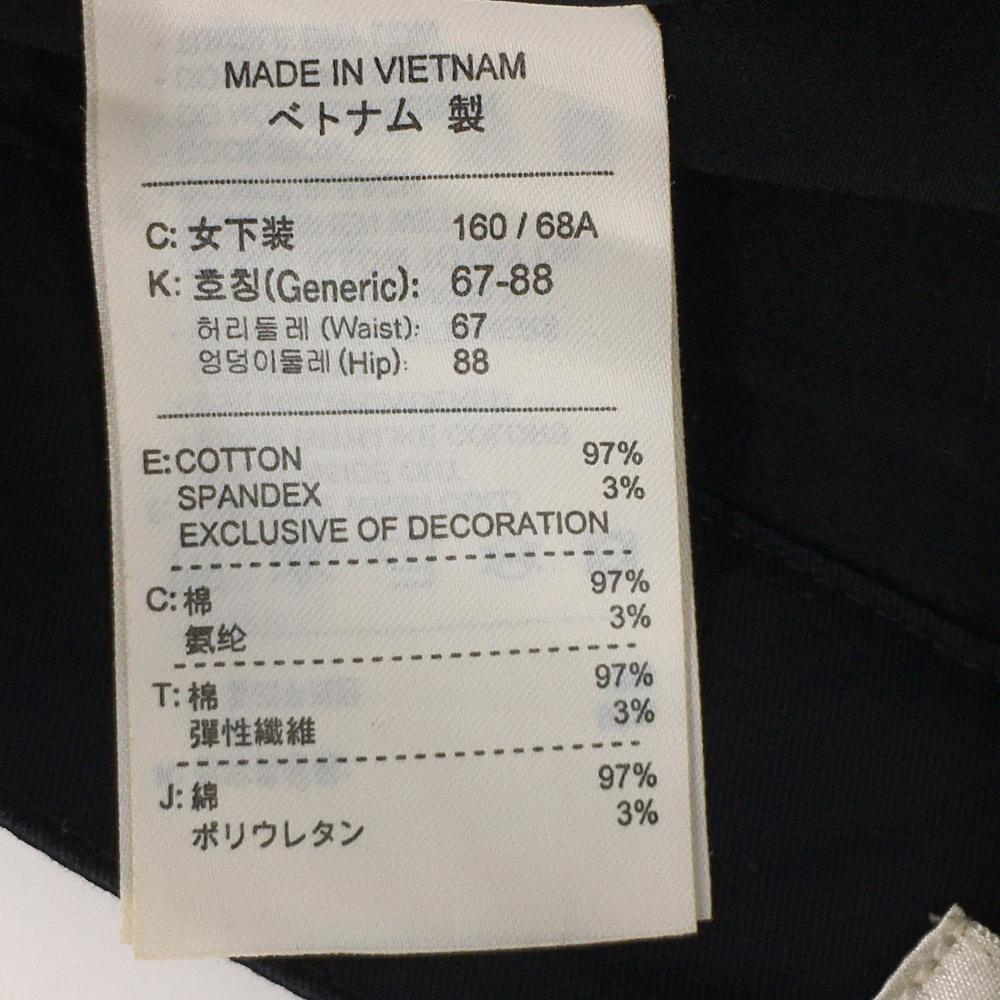 MADE IN VIETNAM
ベトナム 製
C: 女下装 160 / 68A
K: 호칭(Generic): 67-88
허리둘레 (Waist): 67
엉덩이둘레 (Hip): 88
E: COTTON 97%
SPANDEX 3%
EXCLUSIVE OF DECORATION
C: 棉 97%
氨纶 3%
T: 棉 97%
彈性纖維 3%
J: 綿 97%
ポリウレタン 3%